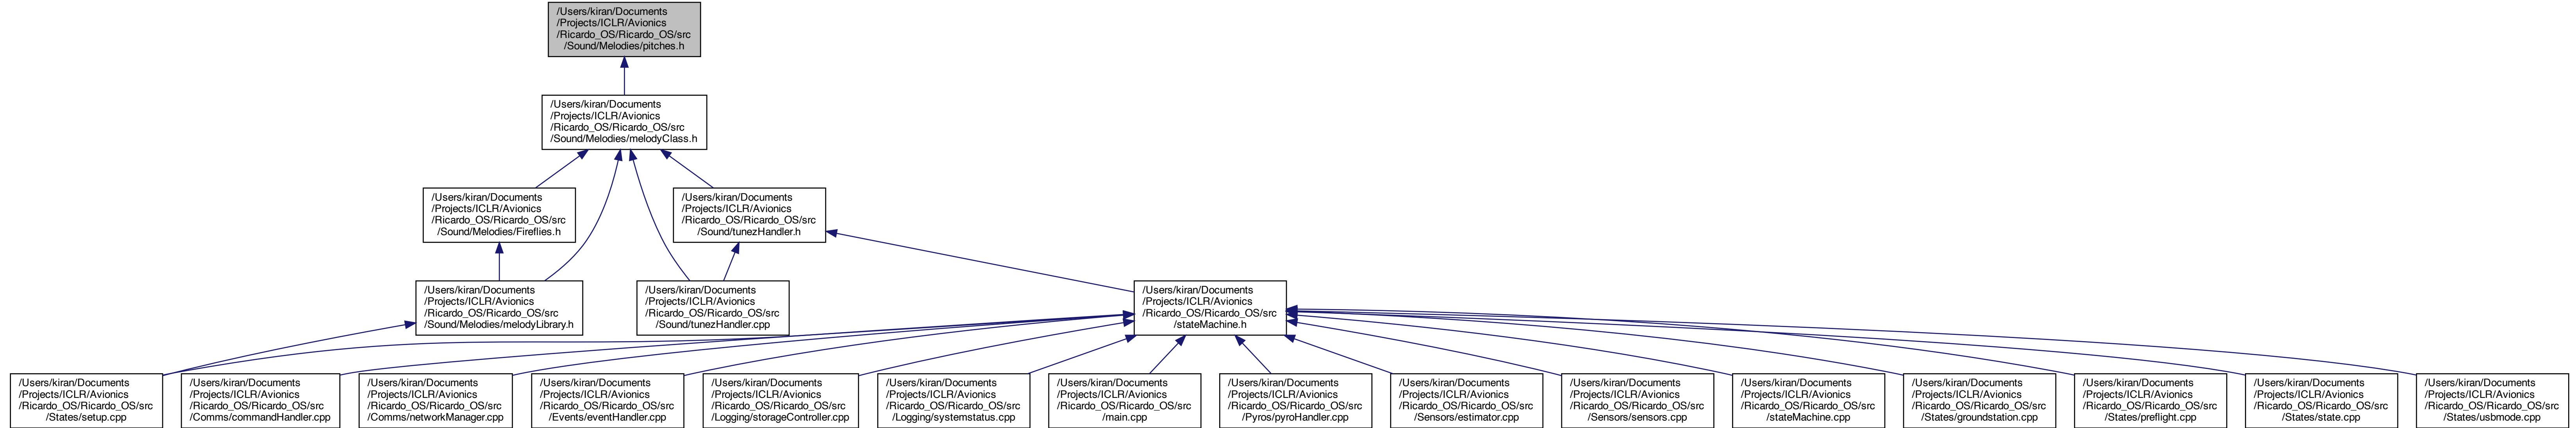 /Users/kiran/Documents
/Projects/ICLR/Avionics
/Ricardo_OS/Ricardo_OS/src
/Sound/Melodies/pitches.h
/Users/kiran/Documents
/Projects/ICLR/Avionics
/Ricardo_OS/Ricardo_OS/src
/Sound/Melodies/melodyClass.h
/Users/kiran/Documents
/Projects/ICLR/Avionics
/Ricardo_OS/Ricardo_OS/src
/Sound/Melodies/Fireflies.h
/Users/kiran/Documents
/Projects/ICLR/Avionics
/Ricardo_OS/Ricardo_OS/src
/Sound/tunezHandler.h
/Users/kiran/Documents
/Projects/ICLR/Avionics
/Ricardo_OS/Ricardo_OS/src
/Sound/Melodies/melodyLibrary.h
/Users/kiran/Documents
/Projects/ICLR/Avionics
/Ricardo_OS/Ricardo_OS/src
/Sound/tunezHandler.cpp
/Users/kiran/Documents
/Projects/ICLR/Avionics
/Ricardo_OS/Ricardo_OS/src
/stateMachine.h
/Users/kiran/Documents
/Projects/ICLR/Avionics
/Ricardo_OS/Ricardo_OS/src
/States/setup.cpp
/Users/kiran/Documents
/Projects/ICLR/Avionics
/Ricardo_OS/Ricardo_OS/src
/Comms/commandHandler.cpp
/Users/kiran/Documents
/Projects/ICLR/Avionics
/Ricardo_OS/Ricardo_OS/src
/Comms/networkManager.cpp
/Users/kiran/Documents
/Projects/ICLR/Avionics
/Ricardo_OS/Ricardo_OS/src
/Events/eventHandler.cpp
/Users/kiran/Documents
/Projects/ICLR/Avionics
/Ricardo_OS/Ricardo_OS/src
/Logging/storageController.cpp
/Users/kiran/Documents
/Projects/ICLR/Avionics
/Ricardo_OS/Ricardo_OS/src
/Logging/systemstatus.cpp
/Users/kiran/Documents
/Projects/ICLR/Avionics
/Ricardo_OS/Ricardo_OS/src
/main.cpp
/Users/kiran/Documents
/Projects/ICLR/Avionics
/Ricardo_OS/Ricardo_OS/src
/Pyros/pyroHandler.cpp
/Users/kiran/Documents
/Projects/ICLR/Avionics
/Ricardo_OS/Ricardo_OS/src
/Sensors/estimator.cpp
/Users/kiran/Documents
/Projects/ICLR/Avionics
/Ricardo_OS/Ricardo_OS/src
/Sensors/sensors.cpp
/Users/kiran/Documents
/Projects/ICLR/Avionics
/Ricardo_OS/Ricardo_OS/src
/stateMachine.cpp
/Users/kiran/Documents
/Projects/ICLR/Avionics
/Ricardo_OS/Ricardo_OS/src
/States/groundstation.cpp
/Users/kiran/Documents
/Projects/ICLR/Avionics
/Ricardo_OS/Ricardo_OS/src
/States/preflight.cpp
/Users/kiran/Documents
/Projects/ICLR/Avionics
/Ricardo_OS/Ricardo_OS/src
/States/state.cpp
/Users/kiran/Documents
/Projects/ICLR/Avionics
/Ricardo_OS/Ricardo_OS/src
/States/usbmode.cpp